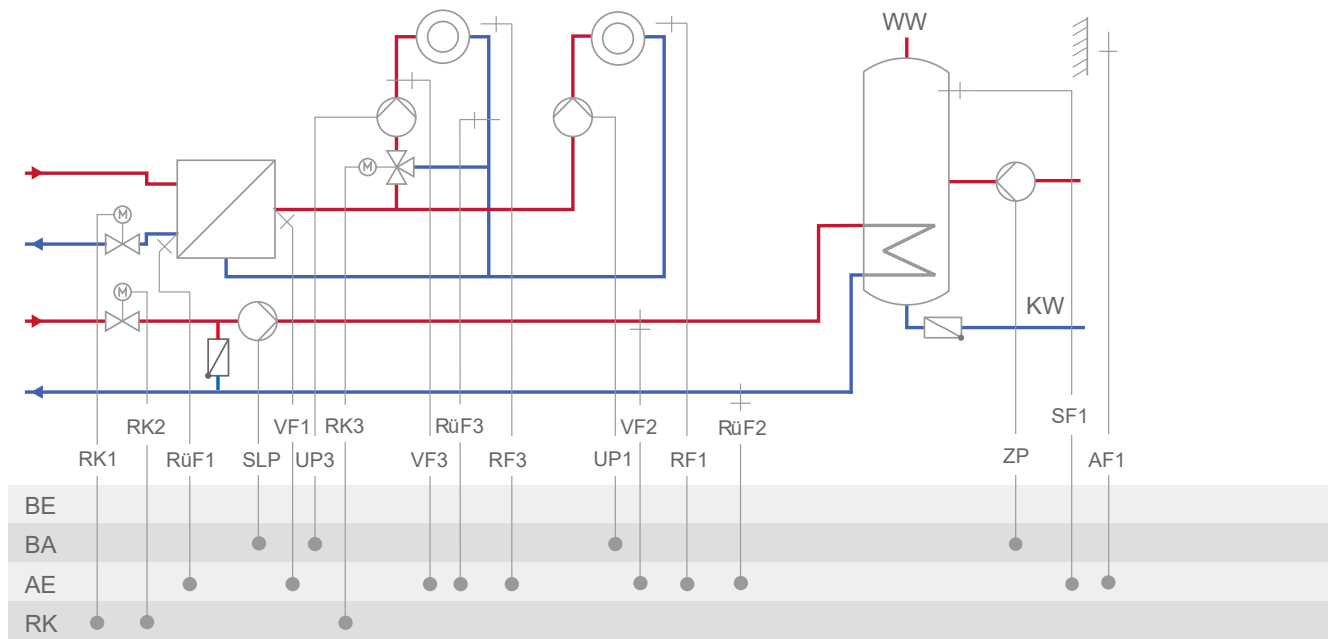 WW
M
M
M
KW
RK1
RK2
RüF1
SLP
VF1
UP3
RK3
VF3
RüF3
RF3
UP1
VF2
RF1
RüF2
ZP
SF1
AF1
BE
BA
AE
RK